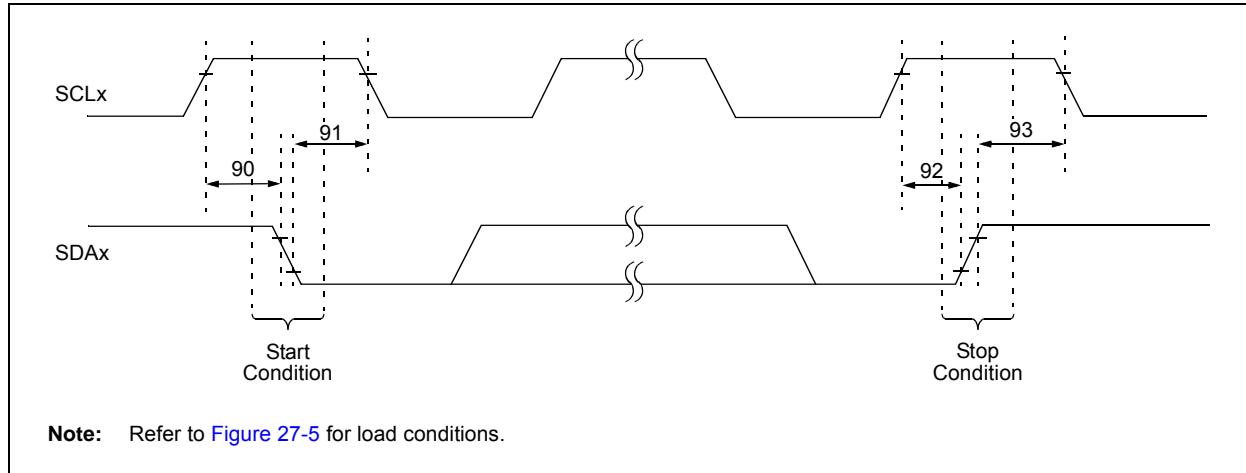 SCLx
91
93
90
92
SDAx
Start
Condition
Stop
Condition
Note: Refer to Figure 27-5 for load conditions.